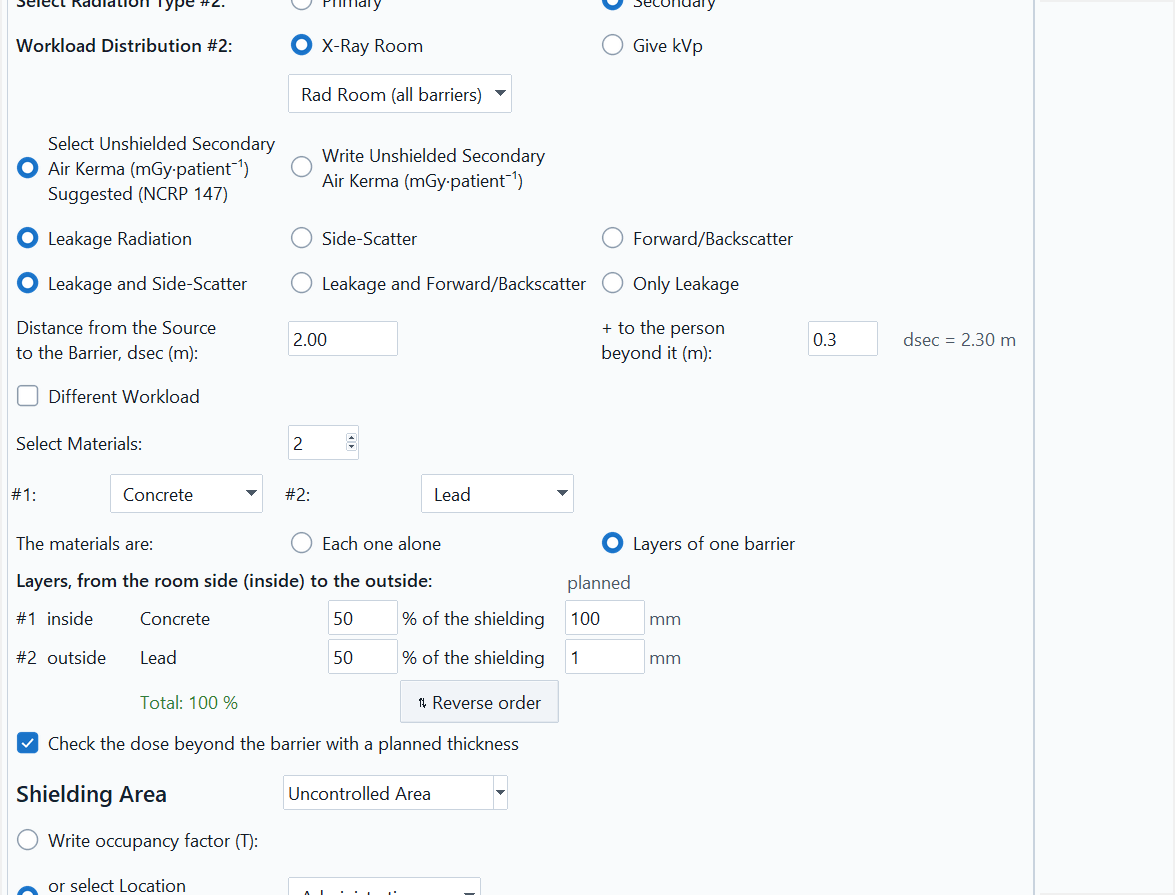 Select Radiation Type #2: Primary Secondary
Workload Distribution #2: X-Ray Room Give kVp
Rad Room (all barriers)
Select Unshielded Secondary
Air Kerma (mGy·patient⁻¹)
Suggested (NCRP 147)
Write Unshielded Secondary
Air Kerma (mGy·patient⁻¹)
Leakage Radiation Side-Scatter Forward/Backscatter
Leakage and Side-Scatter Leakage and Forward/Backscatter Only Leakage
Distance from the Source
to the Barrier, dsec (m):
2.00
+ to the person
beyond it (m):
0.3
dsec = 2.30 m
Different Workload
Select Materials: 2
#1: Concrete #2: Lead
The materials are: Each one alone Layers of one barrier
Layers, from the room side (inside) to the outside: planned
#1 inside Concrete 50 % of the shielding 100 mm
#2 outside Lead 50 % of the shielding 1 mm
Total: 100 % ⇅ Reverse order
Check the dose beyond the barrier with a planned thickness
Shielding Area Uncontrolled Area
Write occupancy factor (T):
or select Location